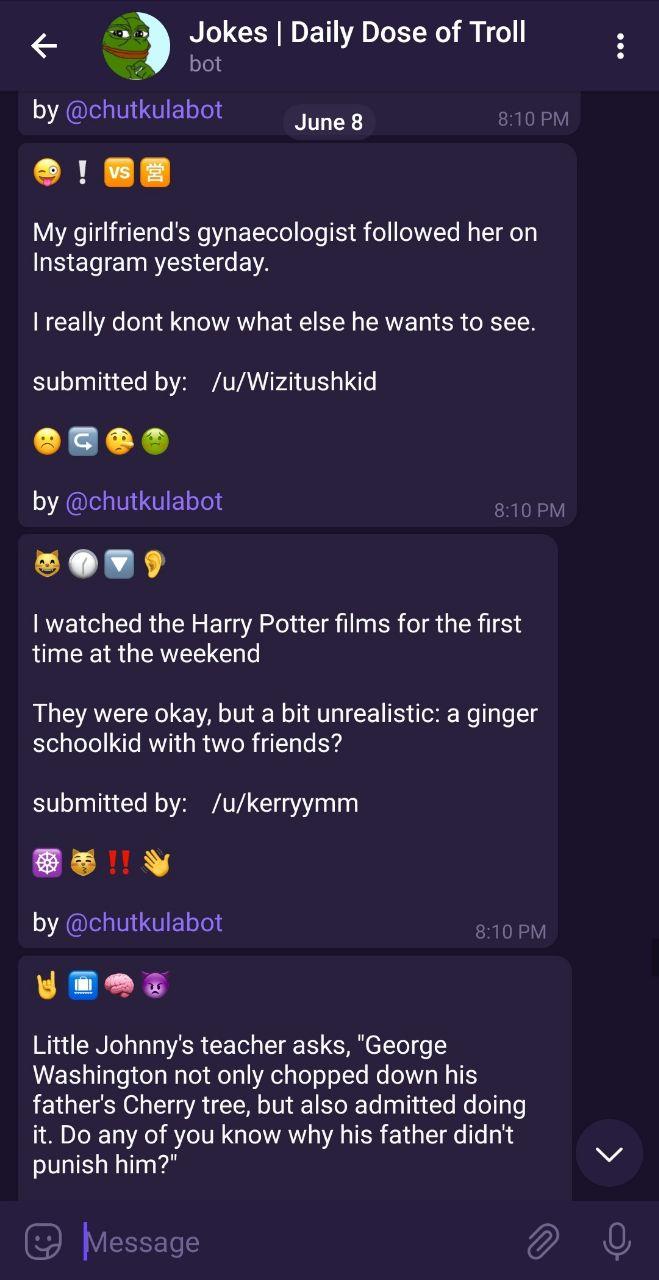 Jokes | Daily Dose of Troll
bot
by @chutkulabot
8:10 PM
June 8
😜❕🆚🈺
My girlfriend's gynaecologist followed her on
Instagram yesterday.
I really dont know what else he wants to see.
submitted by: /u/Wizitushkid
☹️↪️🤥🤢
by @chutkulabot
8:10 PM
😸🕜🔽👂
I watched the Harry Potter films for the first
time at the weekend
They were okay, but a bit unrealistic: a ginger
schoolkid with two friends?
submitted by: /u/kerryymm
☸️😽‼️👋
by @chutkulabot
8:10 PM
🤘🛄🧠👿
Little Johnny's teacher asks, "George
Washington not only chopped down his
father's Cherry tree, but also admitted doing
it. Do any of you know why his father didn't
punish him?"
Message